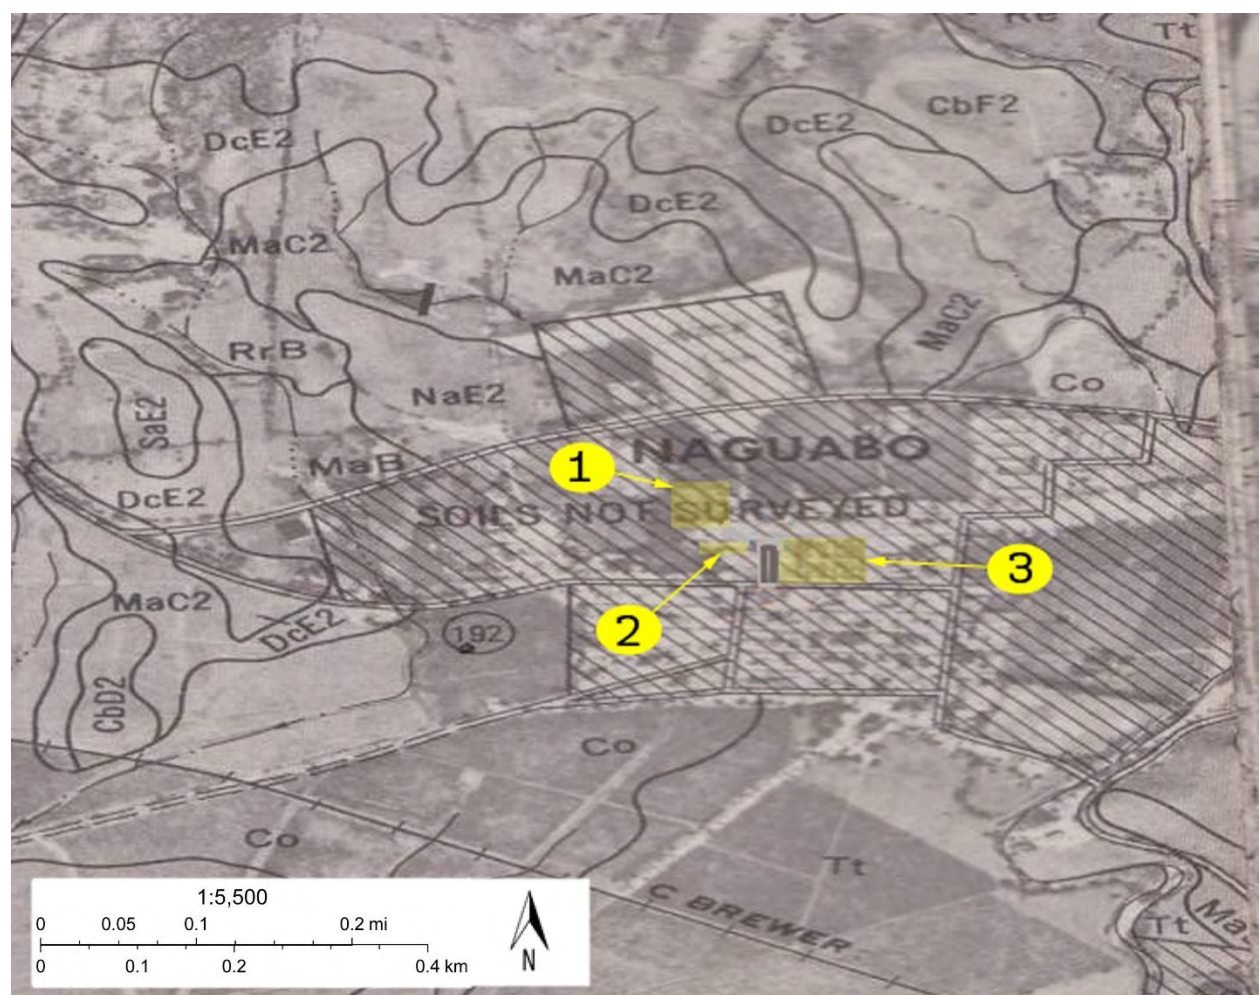 Tt
DcE2
DcE2
CbF2
DcE2
MaC2
MaC2
MaC2
RrB
NaE2
Co
SaE2
MaB
NAGUABO
1
DcE2
SOILS NOT SURVEYED
3
MaC2
DcE2
192
2
CbD2
Co
Co
Tt
C BREWER
Tt
1:5,500
0 0.05 0.1 0.2 mi
0 0.1 0.2 0.4 km
N